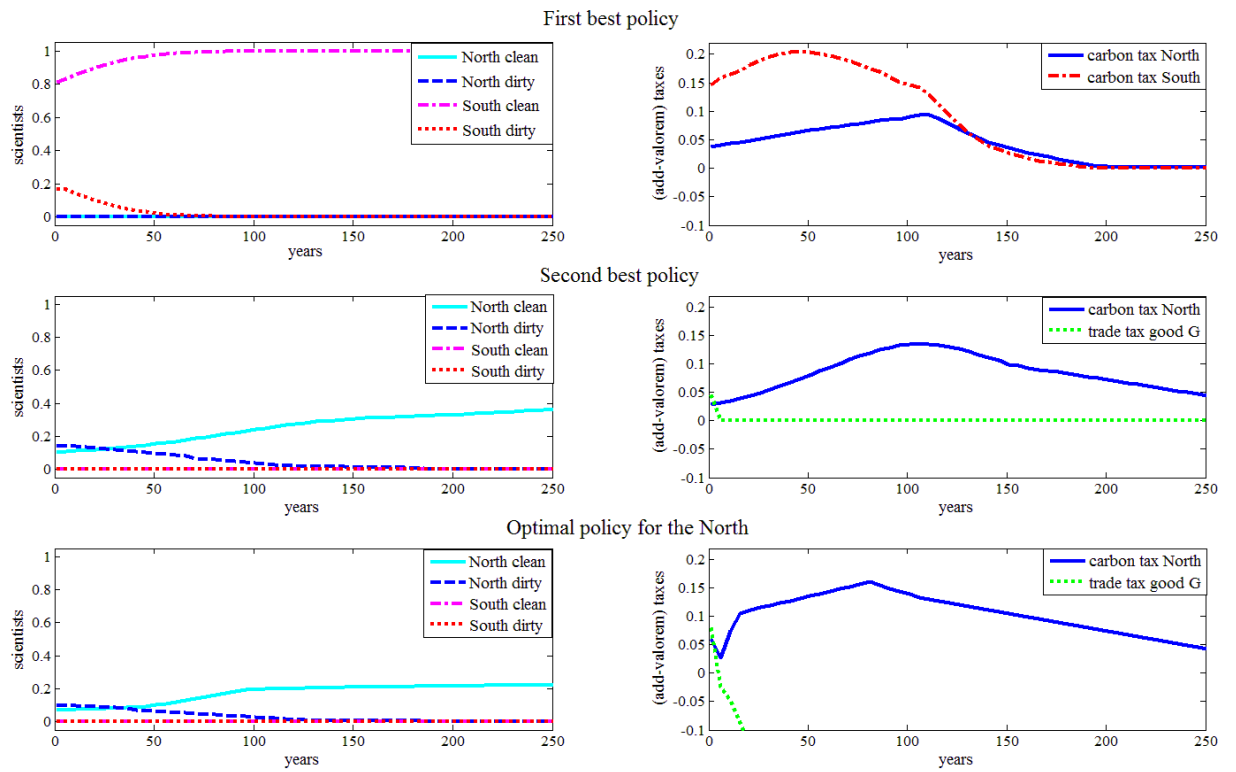 First best policy
1
0.8
0.6
0.4
0.2
0
scientists
0 50 100 150 200 250
years
North clean
North dirty
South clean
South dirty
0.2
0.15
0.1
0.05
0
-0.05
-0.1
(add-valorem) taxes
0 50 100 150 200 250
years
carbon tax North
carbon tax South
Second best policy
1
0.8
0.6
0.4
0.2
0
scientists
0 50 100 150 200 250
years
North clean
North dirty
South clean
South dirty
0.2
0.15
0.1
0.05
0
-0.05
-0.1
(add-valorem) taxes
0 50 100 150 200 250
years
carbon tax North
trade tax good G
Optimal policy for the North
1
0.8
0.6
0.4
0.2
0
scientists
0 50 100 150 200 250
years
North clean
North dirty
South clean
South dirty
0.2
0.15
0.1
0.05
0
-0.05
-0.1
(add-valorem) taxes
0 50 100 150 200 250
years
carbon tax North
trade tax good G